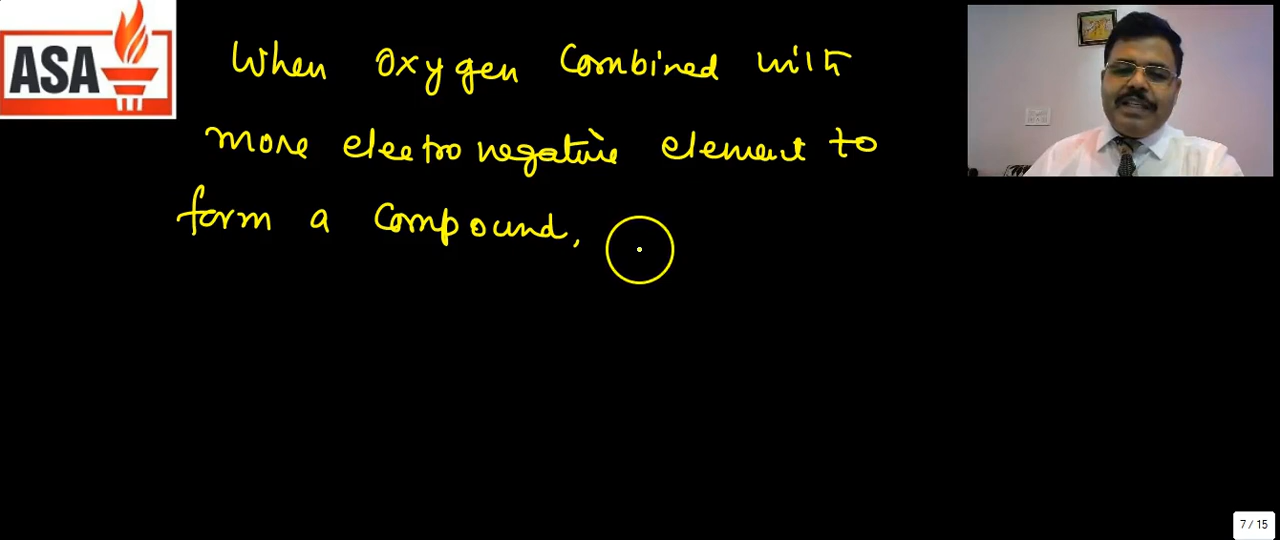 ASA
When Oxygen Combined with
more electronegative element to
form a compound,
7 / 15